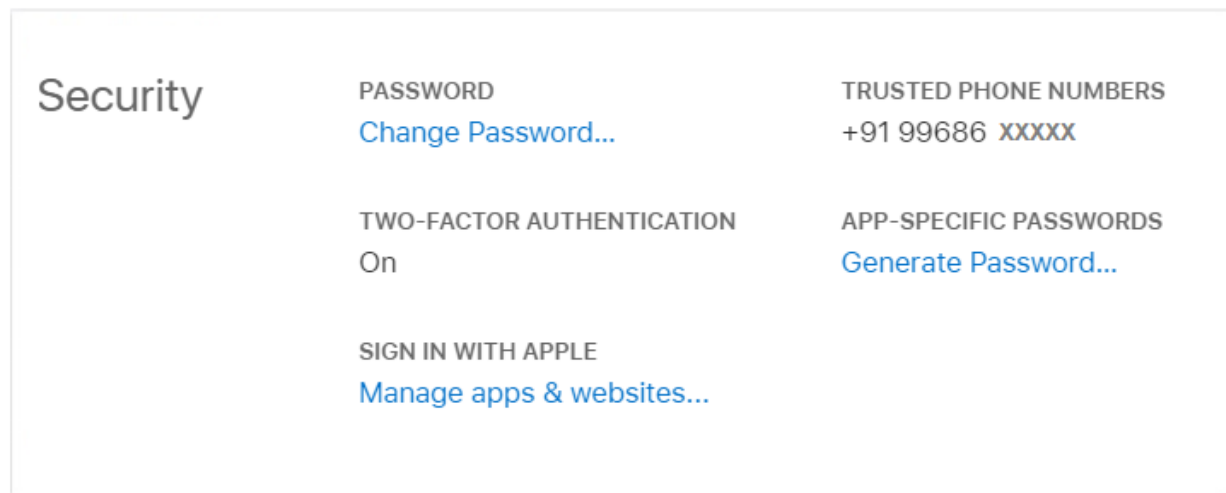 Security
PASSWORD
Change Password...
TRUSTED PHONE NUMBERS
+91 99686 XXXXX
TWO-FACTOR AUTHENTICATION
On
APP-SPECIFIC PASSWORDS
Generate Password...
SIGN IN WITH APPLE
Manage apps & websites...